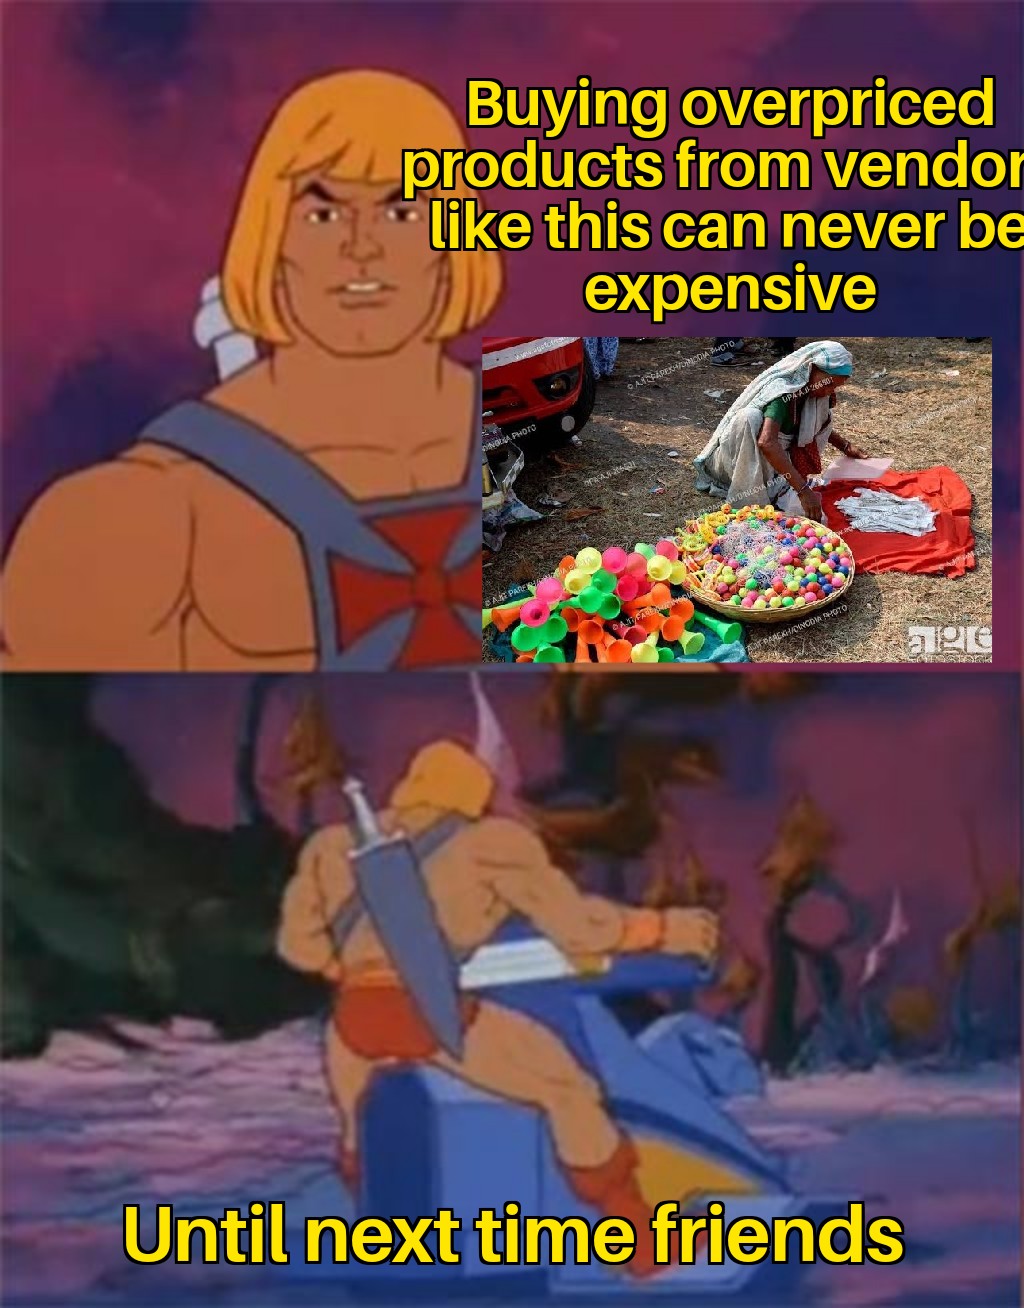 Buying overpriced
products from vendor
like this can never be
expensive
Until next time friends